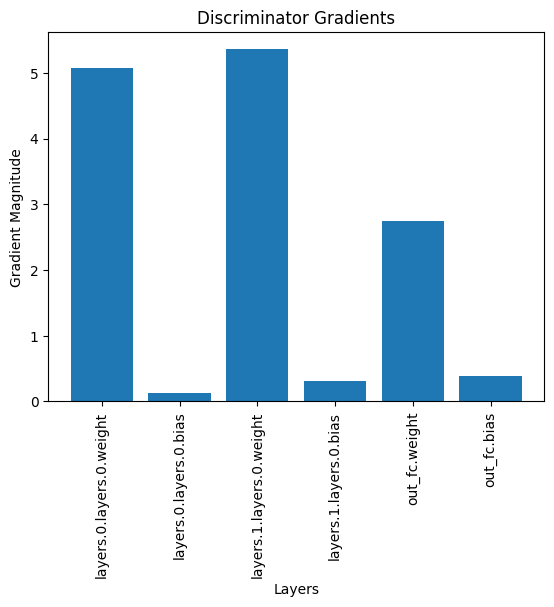 Discriminator Gradients
Gradient Magnitude
5
4
3
2
1
0
layers.0.layers.0.weight
layers.0.layers.0.bias
layers.1.layers.0.weight
layers.1.layers.0.bias
out_fc.weight
out_fc.bias
Layers